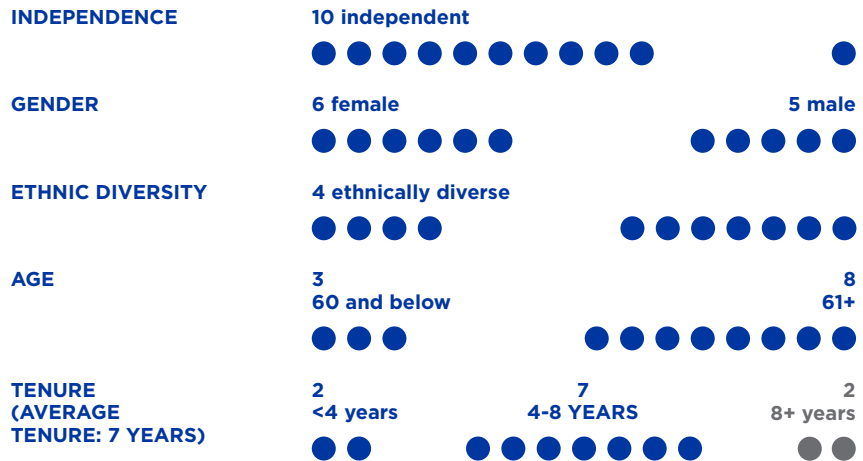 INDEPENDENCE
10 independent
GENDER
6 female
5 male
ETHNIC DIVERSITY
4 ethnically diverse
AGE
3
60 and below
8
61+
TENURE
(AVERAGE
TENURE: 7 YEARS)
2
<4 years
7
4-8 YEARS
2
8+ years